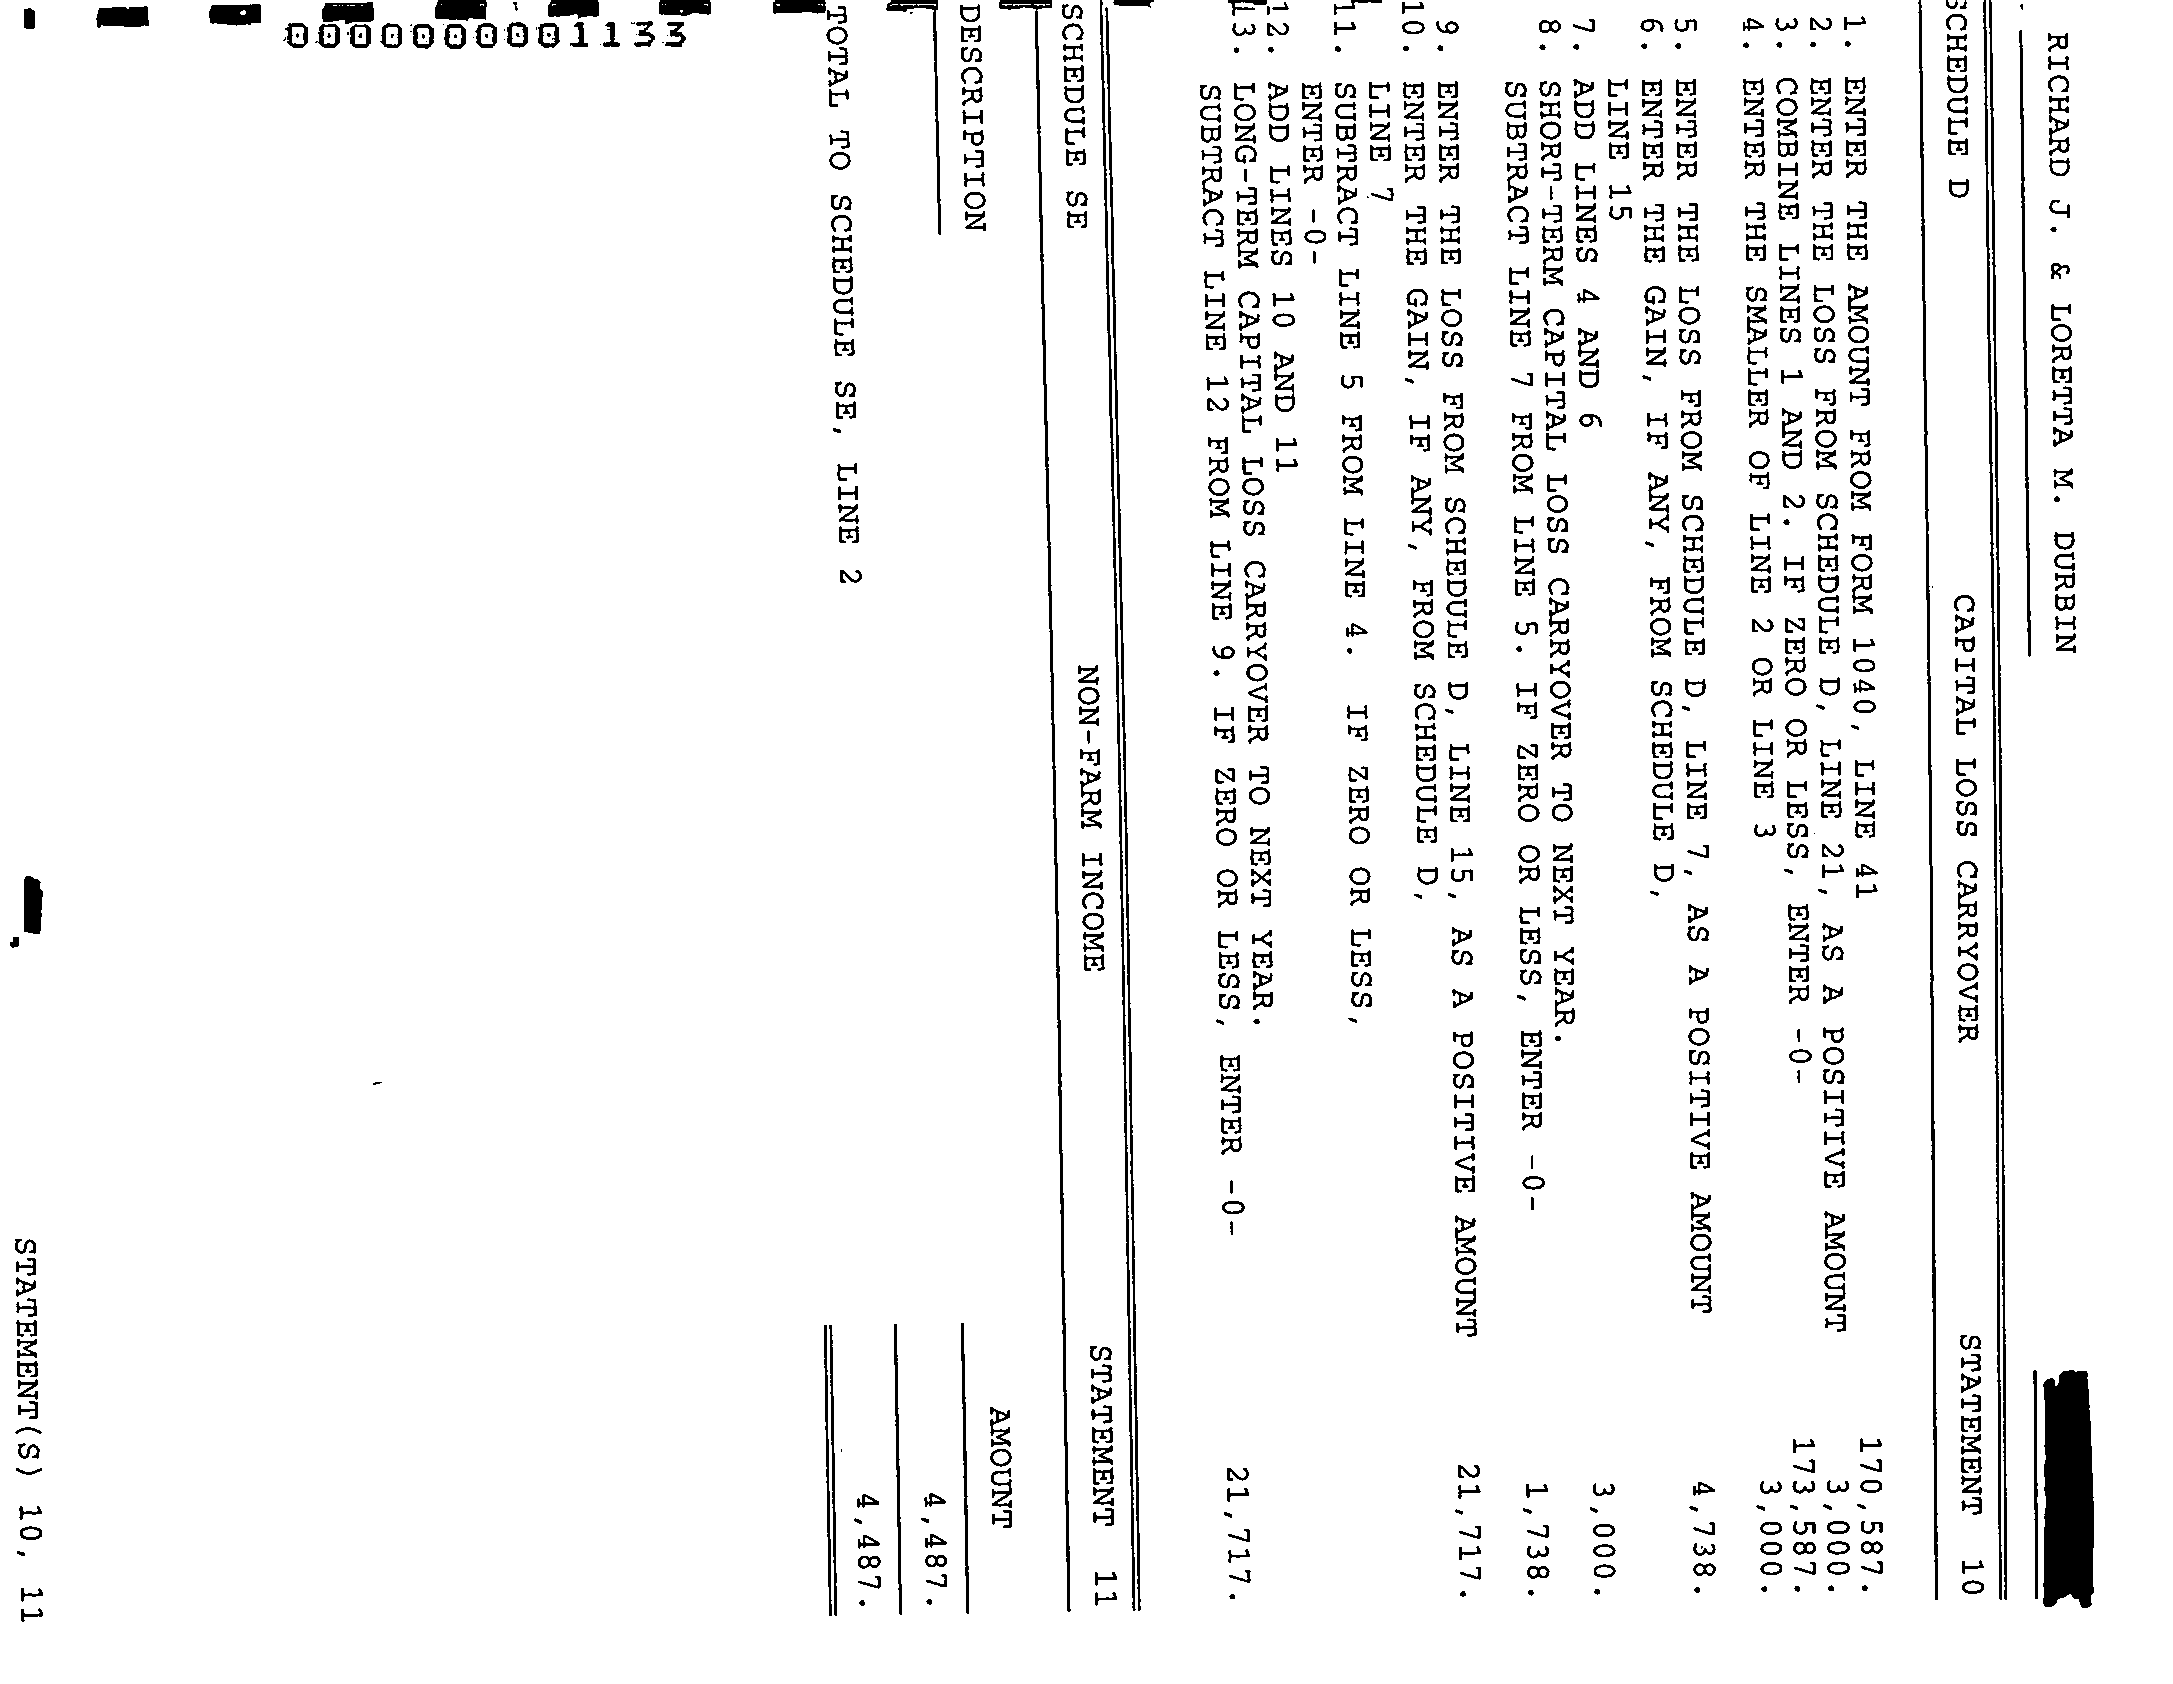 RICHARD J. & LORETTA M. DURBIN
SCHEDULE D CAPITAL LOSS CARRYOVER STATEMENT 10
1. ENTER THE AMOUNT FROM FORM 1040, LINE 41 170,587.
2. ENTER THE LOSS FROM SCHEDULE D, LINE 21, AS A POSITIVE AMOUNT 3,000.
3. COMBINE LINES 1 AND 2. IF ZERO OR LESS, ENTER -0- 173,587.
4. ENTER THE SMALLER OF LINE 2 OR LINE 3 3,000.
5. ENTER THE LOSS FROM SCHEDULE D, LINE 7, AS A POSITIVE AMOUNT 4,738.
6. ENTER THE GAIN, IF ANY, FROM SCHEDULE D,
LINE 15
7. ADD LINES 4 AND 6 3,000.
8. SHORT-TERM CAPITAL LOSS CARRYOVER TO NEXT YEAR.
SUBTRACT LINE 7 FROM LINE 5. IF ZERO OR LESS, ENTER -0- 1,738.
9. ENTER THE LOSS FROM SCHEDULE D, LINE 15, AS A POSITIVE AMOUNT 21,717.
10. ENTER THE GAIN, IF ANY, FROM SCHEDULE D,
LINE 7
11. SUBTRACT LINE 5 FROM LINE 4. IF ZERO OR LESS,
ENTER -0-
12. ADD LINES 10 AND 11
13. LONG-TERM CAPITAL LOSS CARRYOVER TO NEXT YEAR.
SUBTRACT LINE 12 FROM LINE 9. IF ZERO OR LESS, ENTER -0- 21,717.
SCHEDULE SE NON-FARM INCOME STATEMENT 11
DESCRIPTION AMOUNT
4,487.
TOTAL TO SCHEDULE SE, LINE 2 4,487.
STATEMENT(S) 10, 11
0000000001133